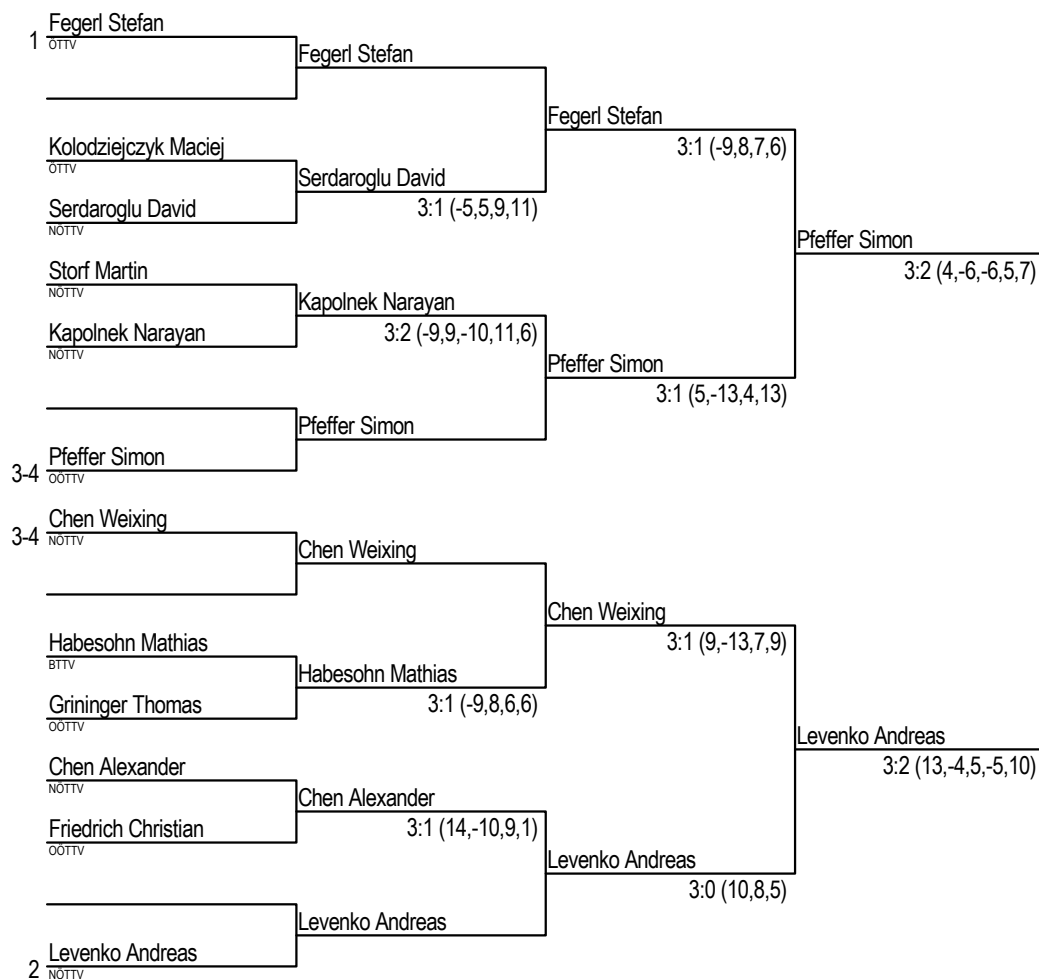 Fegerl Stefan
1
ÖTTV
Fegerl Stefan
Fegerl Stefan
3:1 (-9,8,7,6)
Kolodziejczyk Maciej
ÖTTV
Serdaroglu David
3:1 (-5,5,9,11)
Serdaroglu David
NÖTTV
Pfeffer Simon
3:2 (4,-6,-6,5,7)
Storf Martin
NÖTTV
Kapolnek Narayan
3:2 (-9,9,-10,11,6)
Kapolnek Narayan
NÖTTV
Pfeffer Simon
3:1 (5,-13,4,13)
Pfeffer Simon
Pfeffer Simon
3-4
OÖTTV
Chen Weixing
3-4
NÖTTV
Chen Weixing
Chen Weixing
3:1 (9,-13,7,9)
Habesohn Mathias
BTTV
Habesohn Mathias
3:1 (-9,8,6,6)
Grininger Thomas
OÖTTV
Levenko Andreas
3:2 (13,-4,5,-5,10)
Chen Alexander
NÖTTV
Chen Alexander
3:1 (14,-10,9,1)
Friedrich Christian
OÖTTV
Levenko Andreas
3:0 (10,8,5)
Levenko Andreas
Levenko Andreas
2
NÖTTV